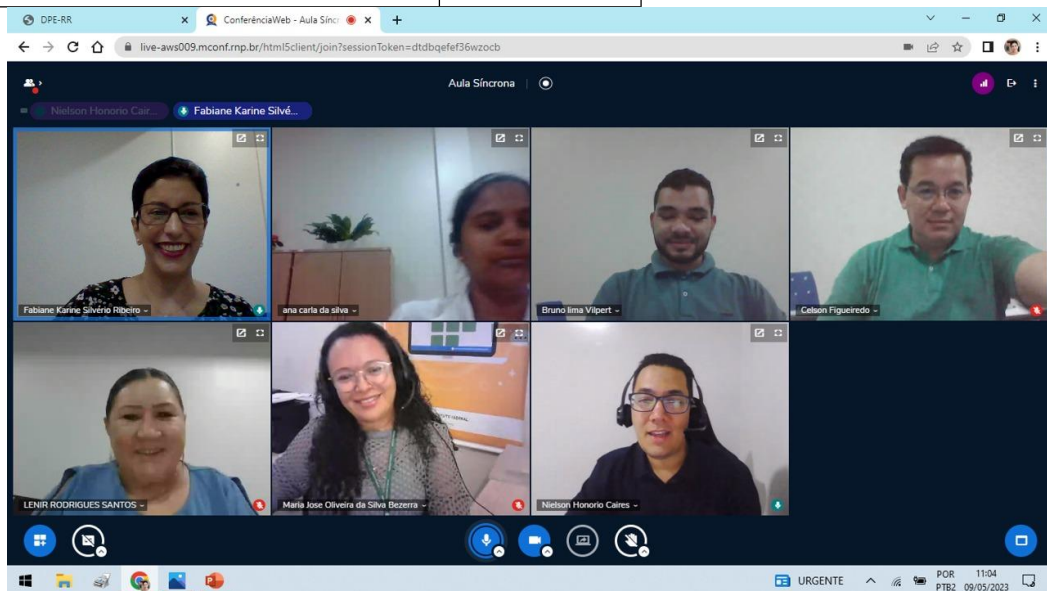 DPE-RR
ConferênciaWeb - Aula Sínc
live-aws009.mconf.rnp.br/html5client/join?sessionToken=dtdbqefef36wzocb
Aula Síncrona
Nielson Honorio Cair...
Fabiane Karine Silvé...
Fabiane Karine Silvério Ribeiro
ana carla da silva
Bruno lima Vilpert
Celson Figueiredo
LENIR RODRIGUES SANTOS
Maria Jose Oliveira da Silva Bezerra
Nielson Honorio Caires
URGENTE
POR
PTB2
11:04
09/05/2023